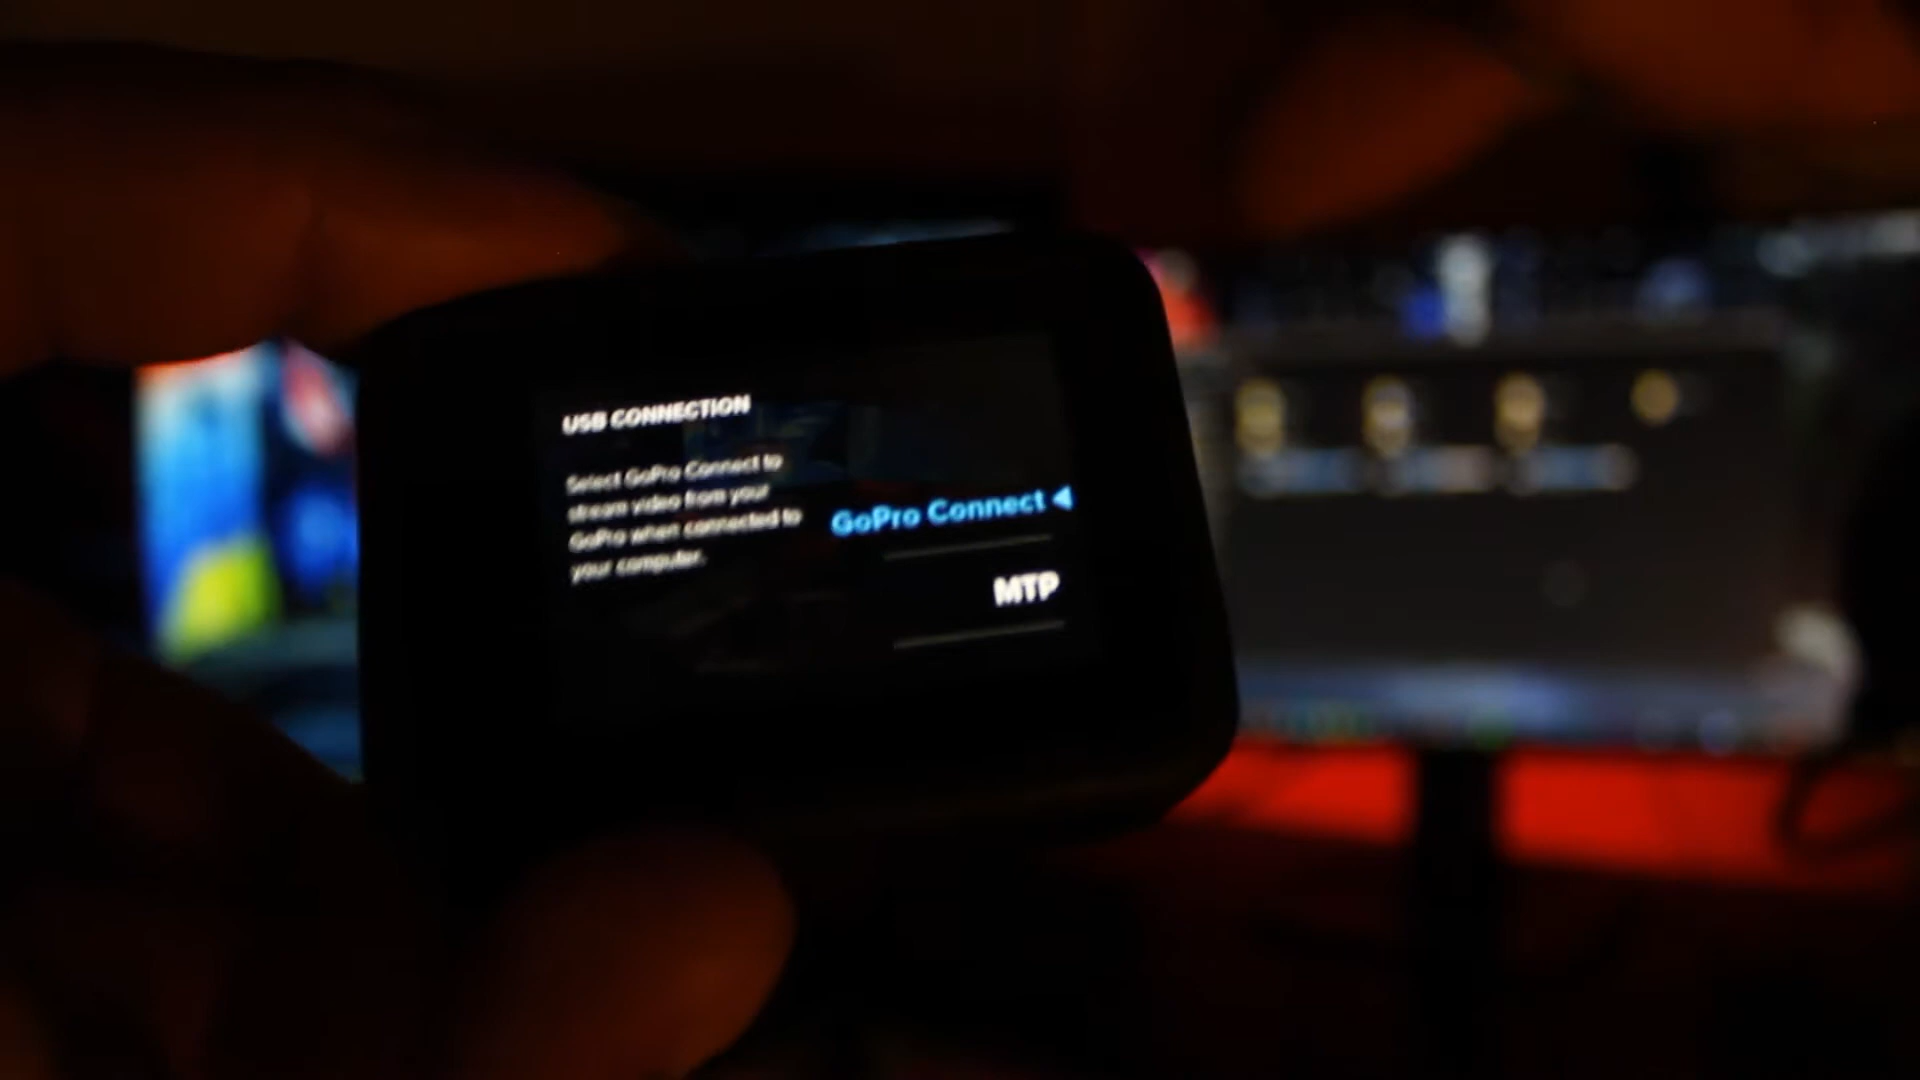 USB CONNECTION
Select GoPro Connect to
stream video from your
GoPro when connected to
your computer.
GoPro Connect
MTP